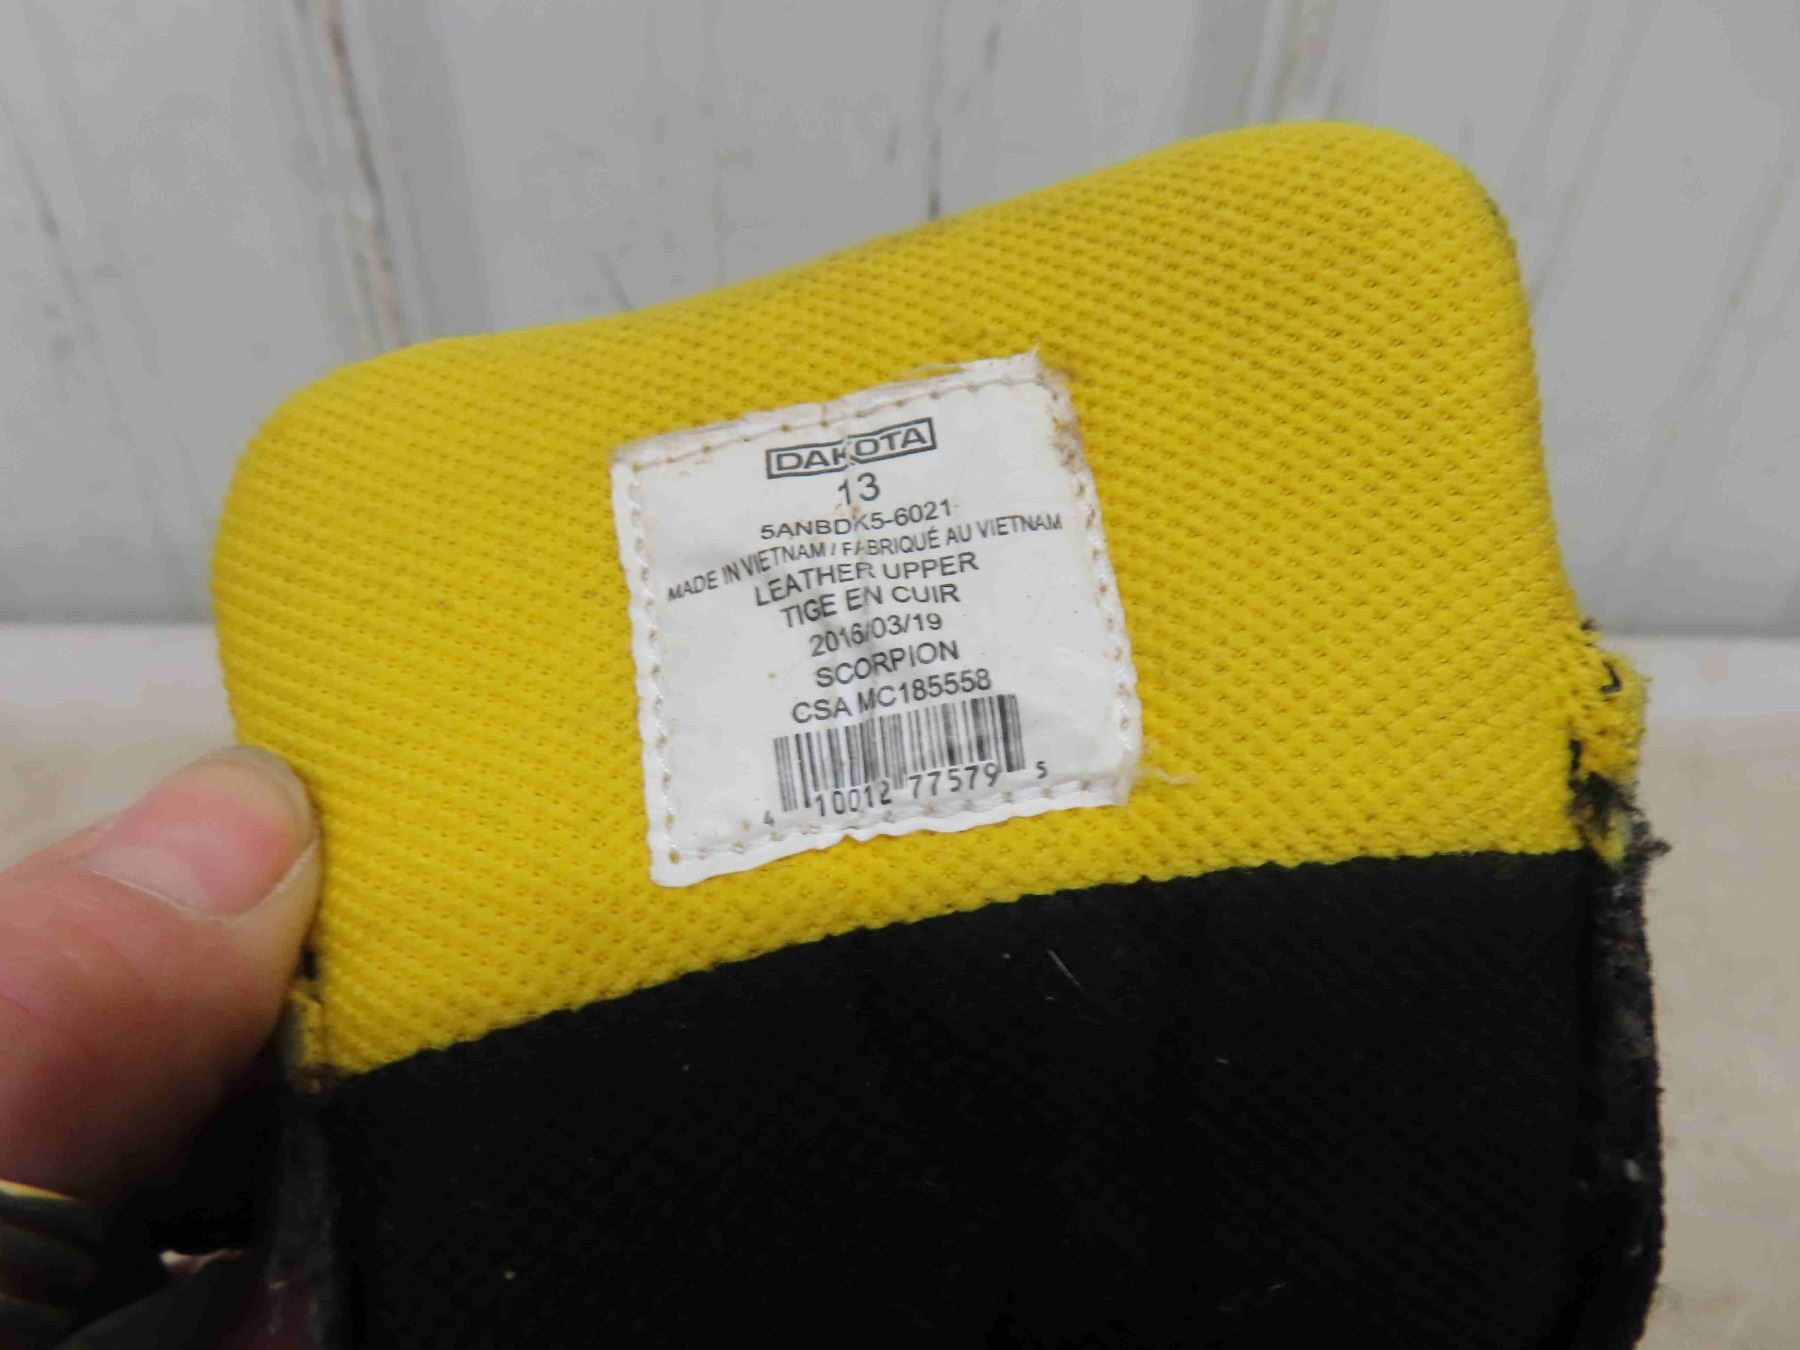 DAKOTA
13
5ANBDK5-6021
MADE IN VIETNAM / FABRIQUÉ AU VIETNAM
LEATHER UPPER
TIGE EN CUIR
2016/03/19
SCORPION
CSA MC185558
4 10012 77579 5